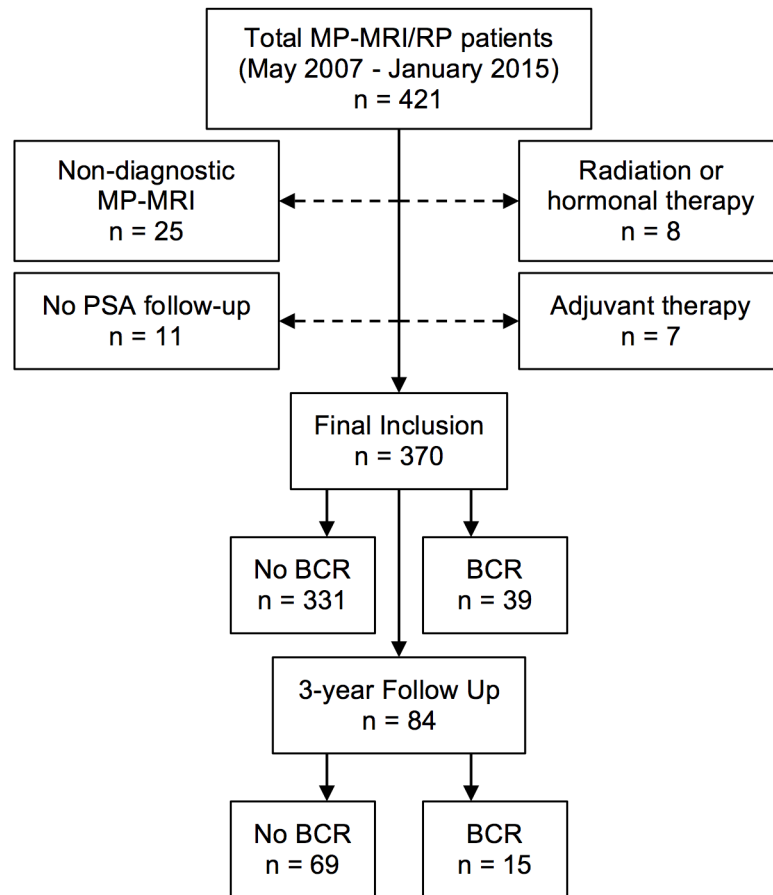 Total MP-MRI/RP patients
(May 2007 - January 2015)
n = 421
Non-diagnostic
MP-MRI
n = 25
Radiation or
hormonal therapy
n = 8
No PSA follow-up
n = 11
Adjuvant therapy
n = 7
Final Inclusion
n = 370
No BCR
n = 331
BCR
n = 39
3-year Follow Up
n = 84
No BCR
n = 69
BCR
n = 15